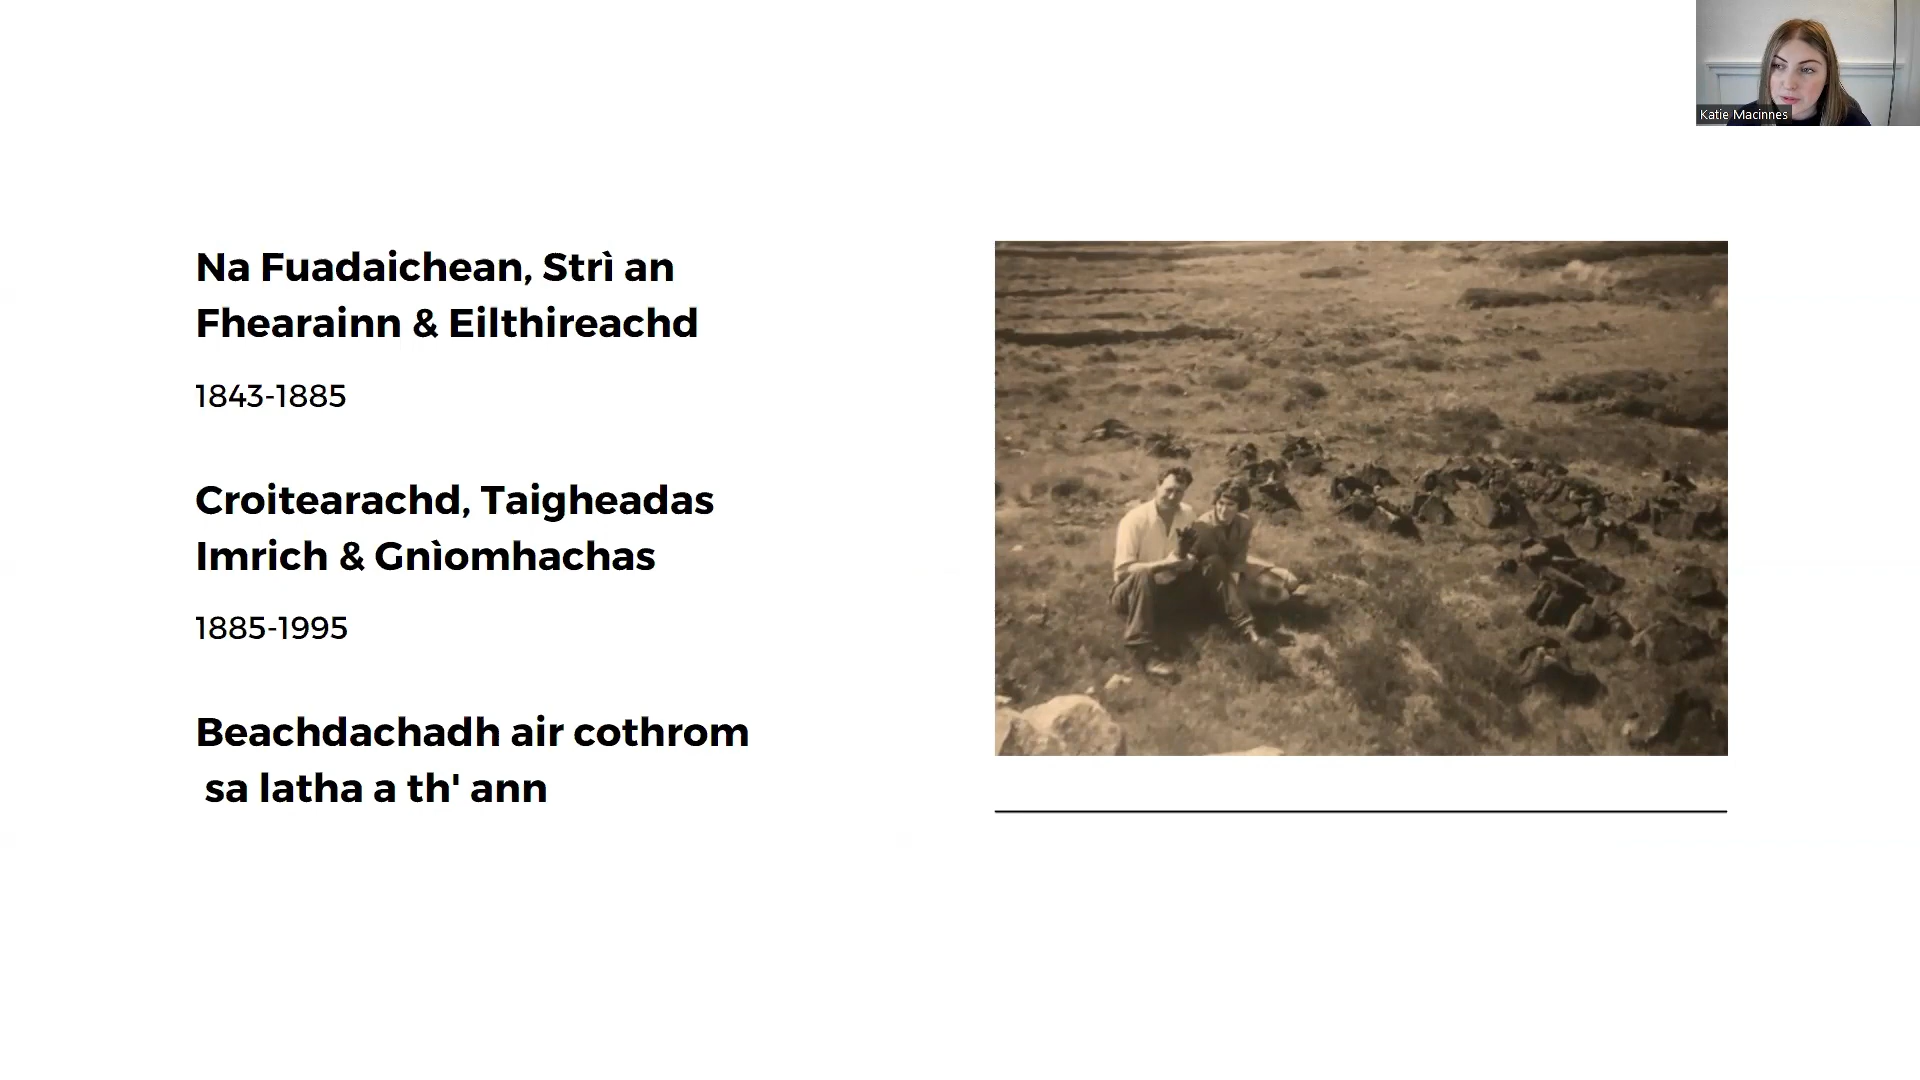 Katie Macinnes
Na Fuadaichean, Strì an
Fhearainn & Eilthireachd
1843-1885
Croitearachd, Taigheadas
Imrich & Gnìomhachas
1885-1995
Beachdachadh air cothrom
sa latha a th' ann